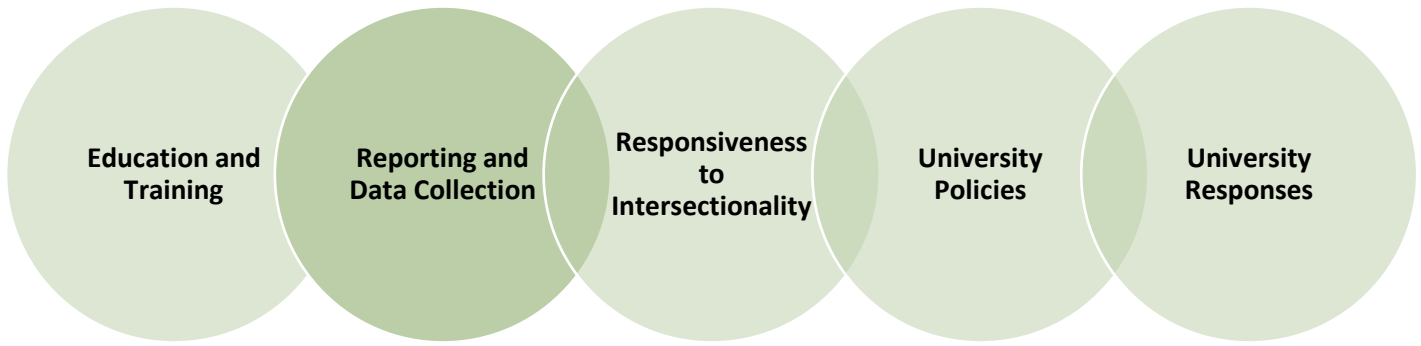 Education and
Training
Reporting and
Data Collection
Responsiveness
to
Intersectionality
University
Policies
University
Responses